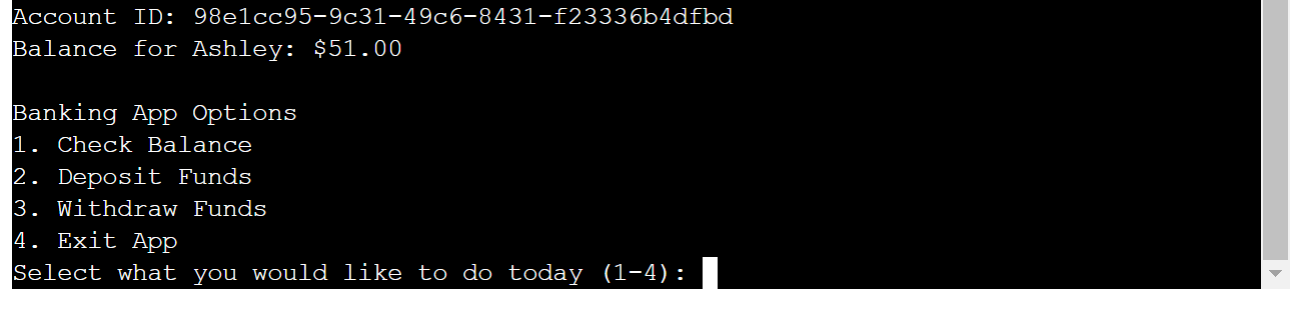 Account ID: 98e1cc95-9c31-49c6-8431-f23336b4dfbd
Balance for Ashley: $51.00
Banking App Options
1. Check Balance
2. Deposit Funds
3. Withdraw Funds
4. Exit App
Select what you would like to do today (1-4):